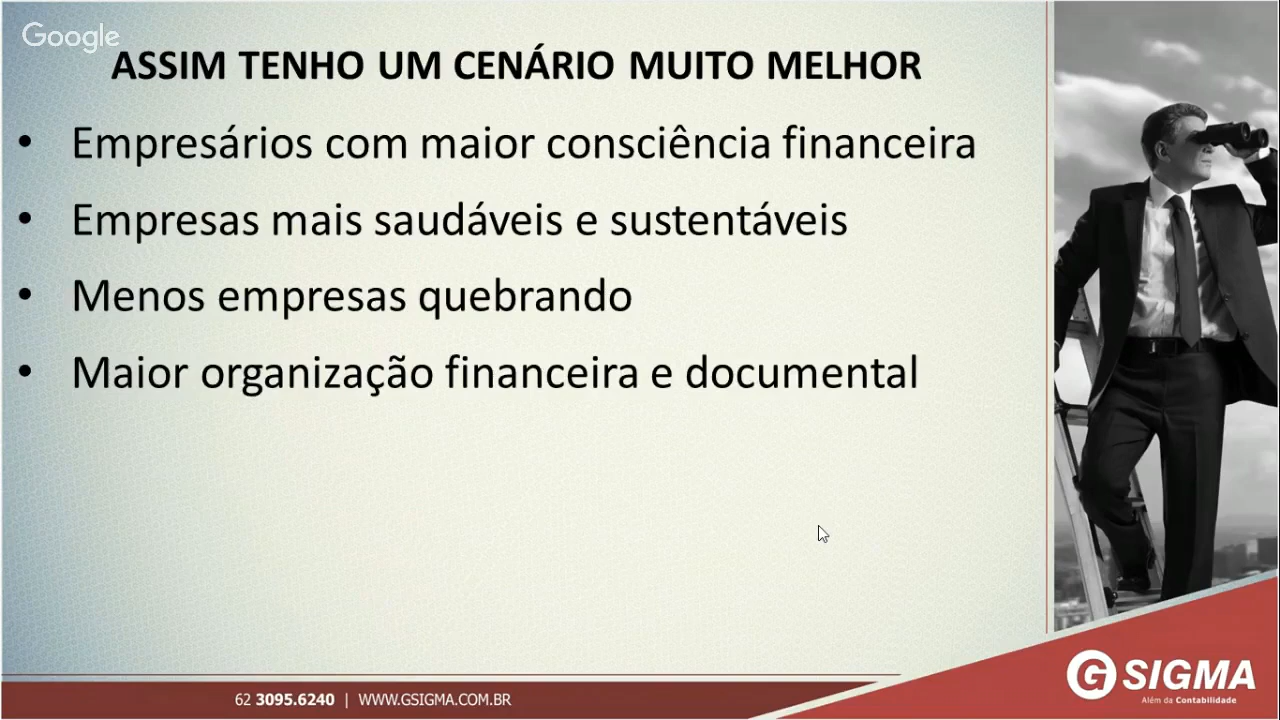 Google
ASSIM TENHO UM CENÁRIO MUITO MELHOR
• Empresários com maior consciência financeira
• Empresas mais saudáveis e sustentáveis
• Menos empresas quebrando
• Maior organização financeira e documental
62 3095.6240 | WWW.GSIGMA.COM.BR
G SIGMA
Além da Contabilidade